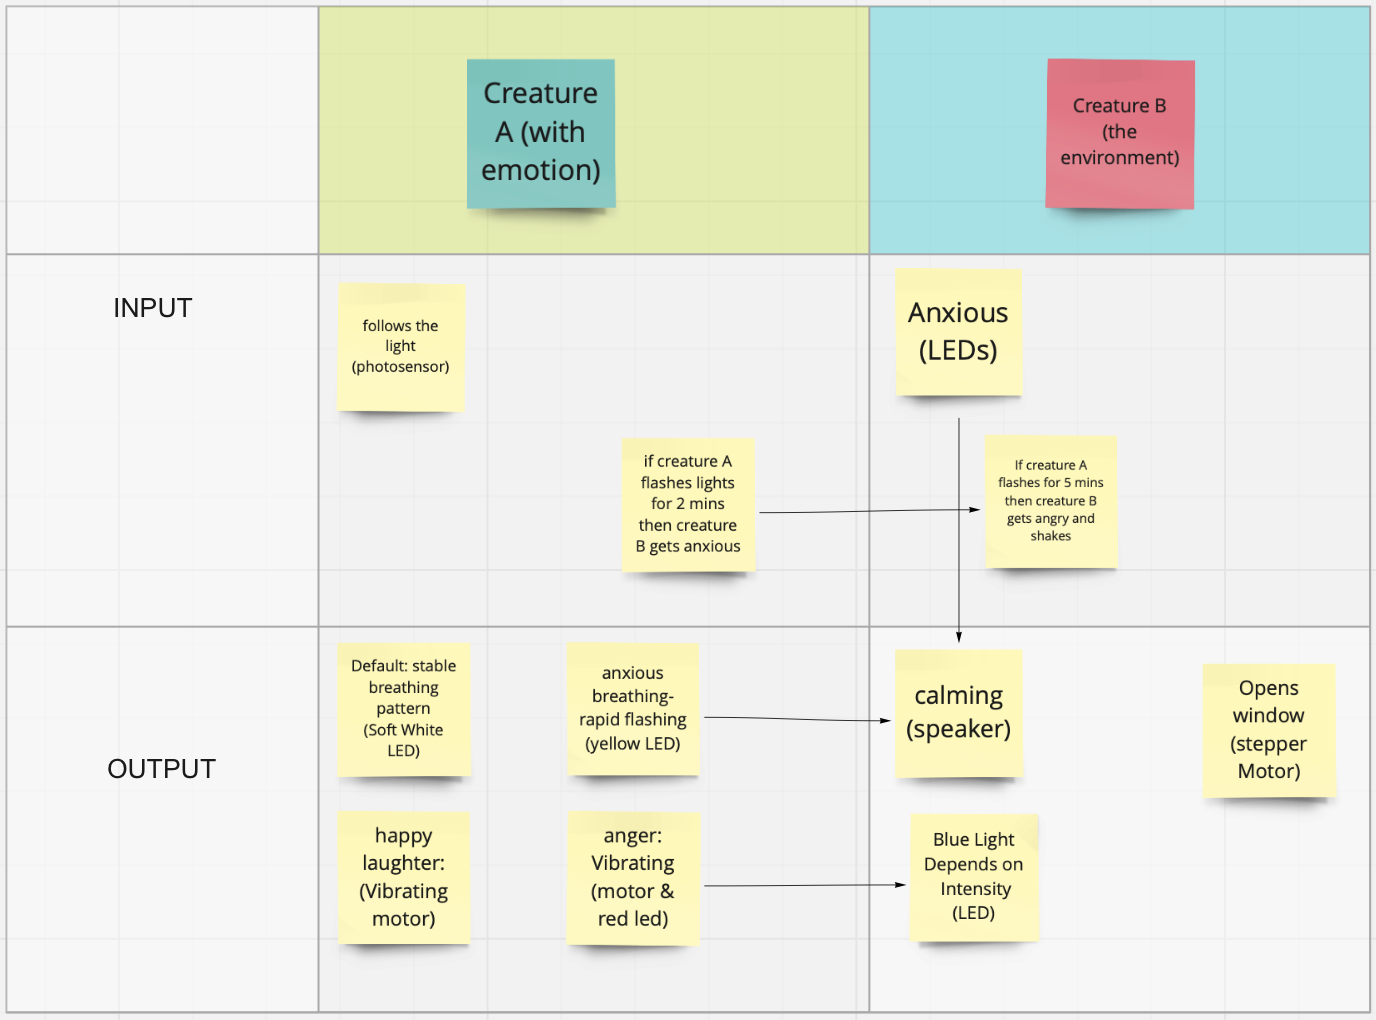 Creature
A (with
emotion)
Creature B
(the
environment)
INPUT
follows the
light
(photosensor)
if creature A
flashes lights
for 2 mins
then creature
B gets anxious
Anxious
(LEDs)
If creature A
flashes for 5 mins
then creature B
gets angry and
shakes
OUTPUT
Default: stable
breathing
pattern
(Soft White
LED)
anxious
breathing-
rapid flashing
(yellow LED)
happy
laughter:
(Vibrating
motor)
anger:
Vibrating
(motor &
red led)
calming
(speaker)
Opens
window
(stepper
Motor)
Blue Light
Depends on
Intensity
(LED)